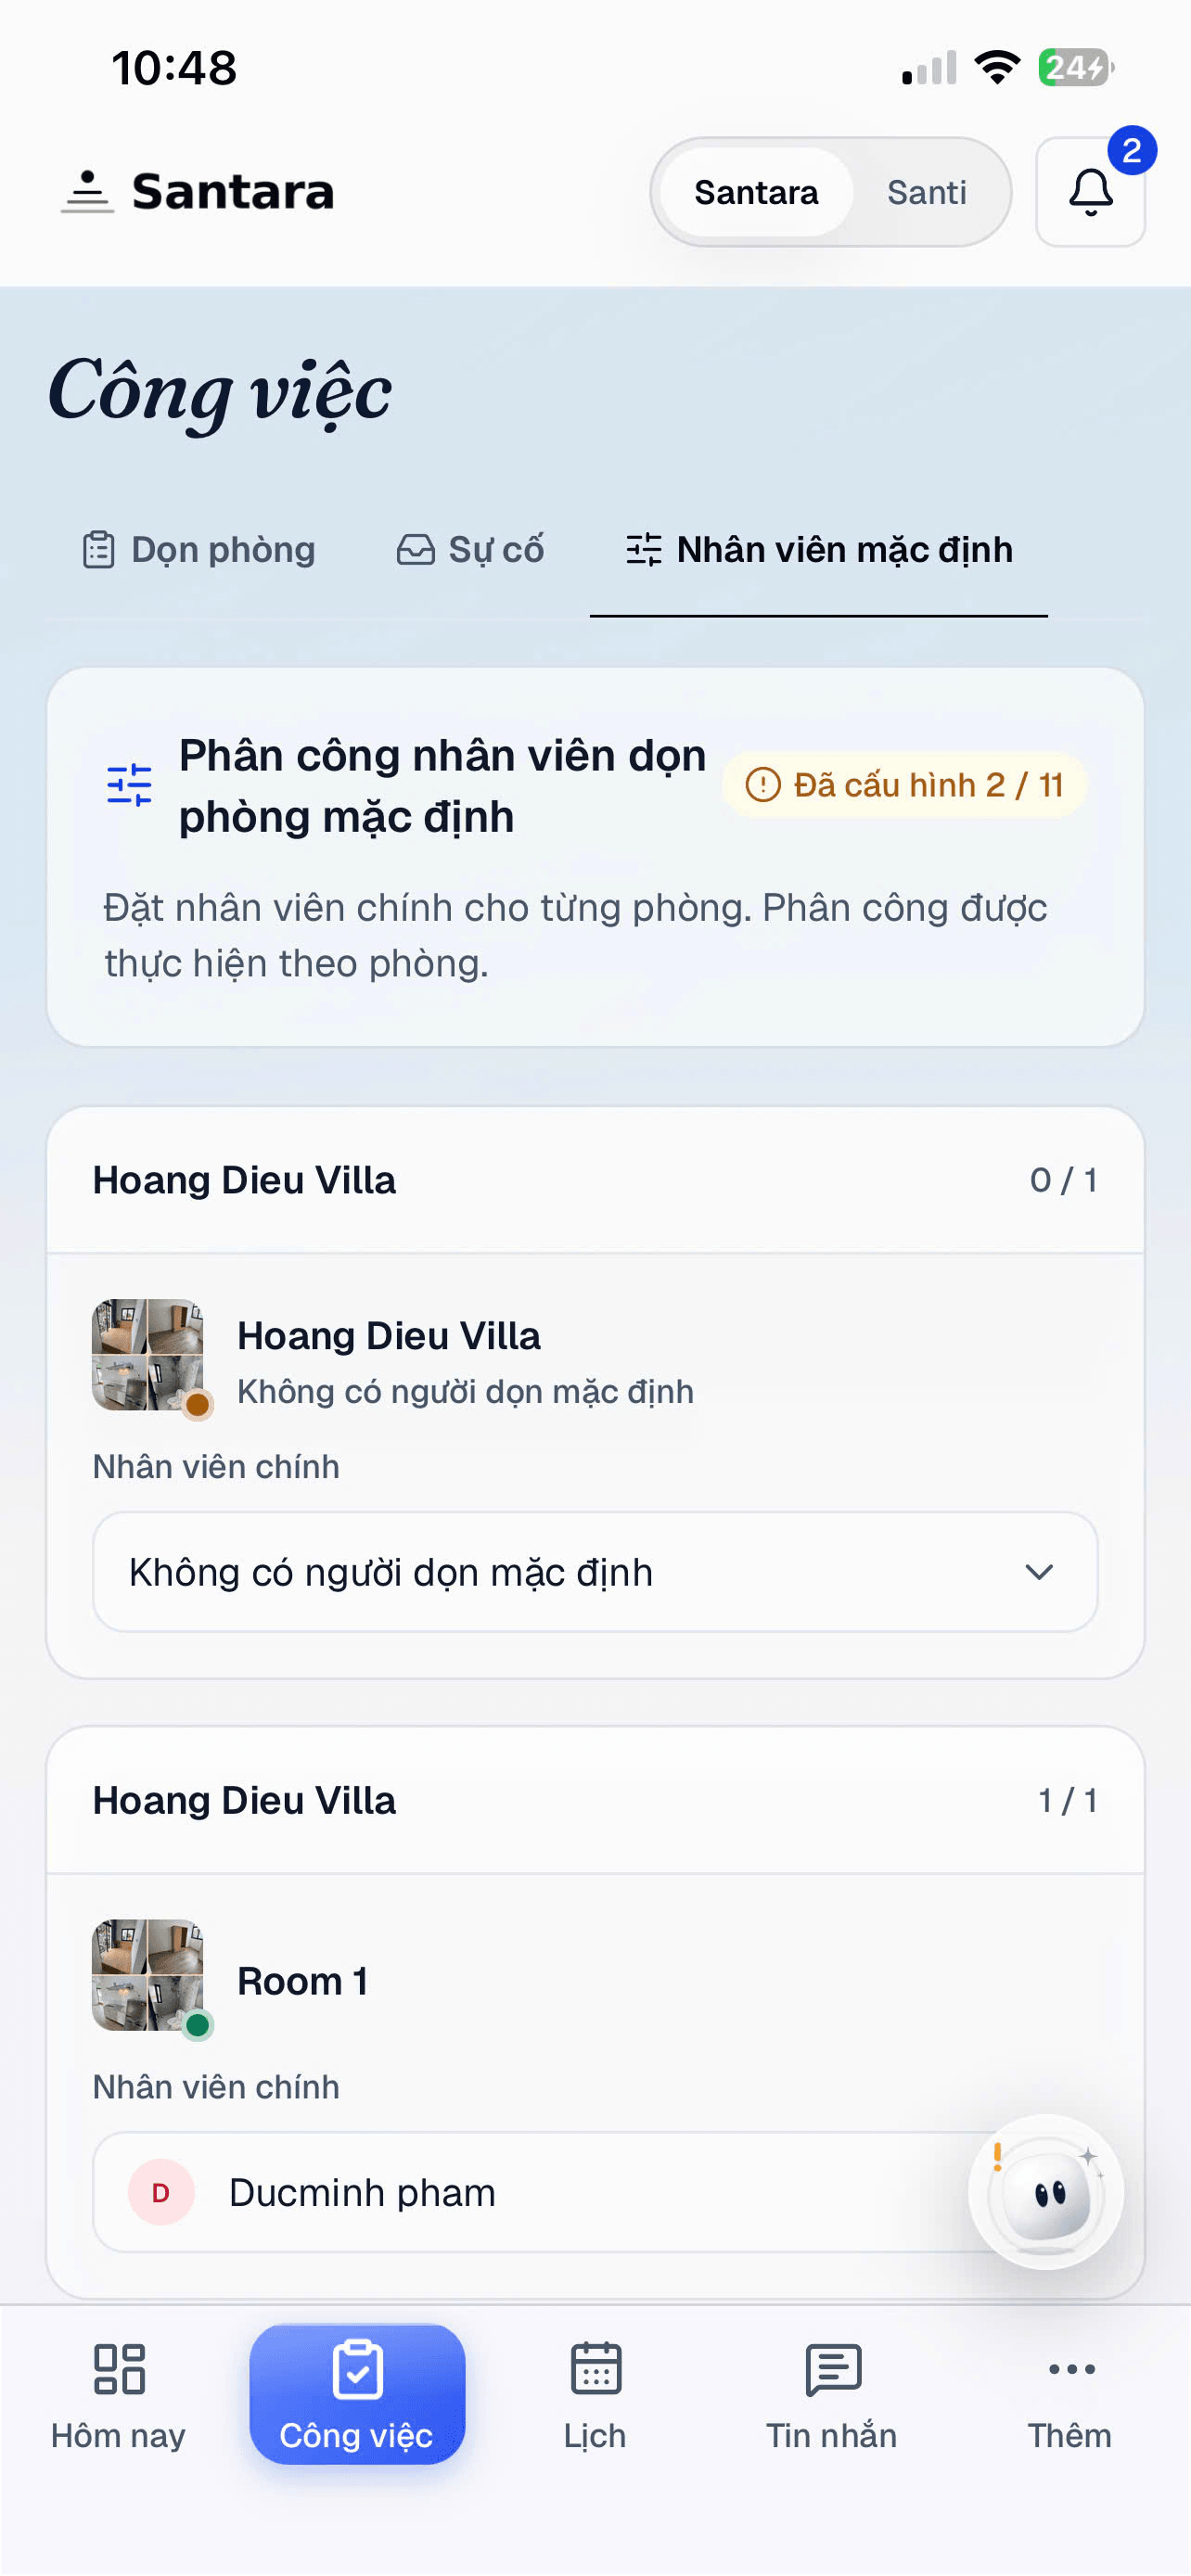 10:48
24
Santara
Santara
Santi
2
Công việc
Dọn phòng
Sự cố
Nhân viên mặc định
Phân công nhân viên dọn
phòng mặc định
Đã cấu hình 2 / 11
Đặt nhân viên chính cho từng phòng. Phân công được
thực hiện theo phòng.
Hoang Dieu Villa
0 / 1
Hoang Dieu Villa
Không có người dọn mặc định
Nhân viên chính
Không có người dọn mặc định
Hoang Dieu Villa
1 / 1
Room 1
Nhân viên chính
D
Ducminh pham
Hôm nay
Công việc
Lịch
Tin nhắn
Thêm